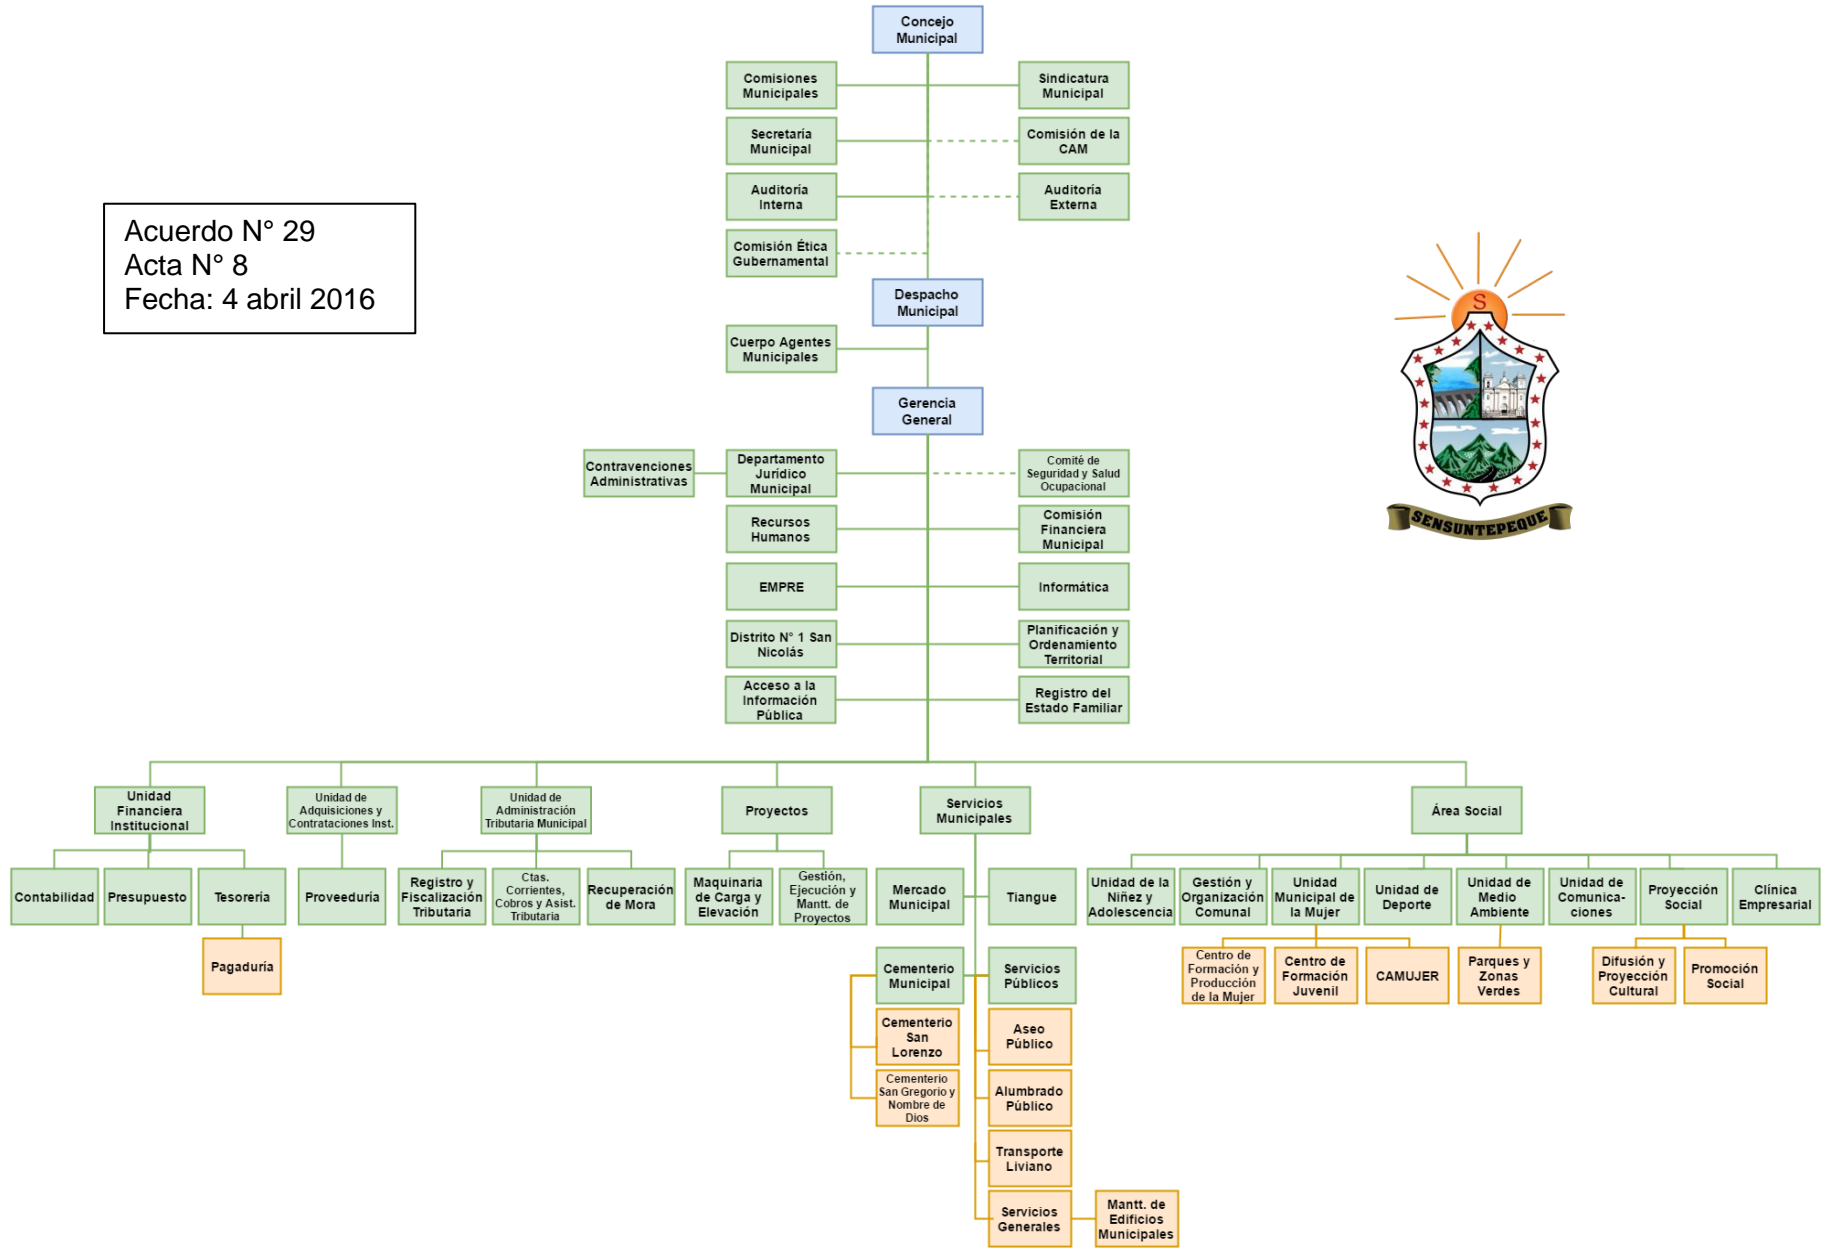 Concejo
Municipal
Comisiones
Municipales
Sindicatura
Municipal
Secretaría
Municipal
Comisión de la
CAM
Auditoría
Interna
Auditoría
Externa
Comisión Ética
Gubernamental
Acuerdo N° 29
Acta N° 8
Fecha: 4 abril 2016
Despacho
Municipal
Cuerpo Agentes
Municipales
Gerencia
General
S
SENSUNTEPEQUE
Contravenciones
Administrativas
Departamento
Jurídico
Municipal
Comité de
Seguridad y Salud
Ocupacional
Recursos
Humanos
Comisión
Financiera
Municipal
EMPRE
Informática
Distrito N° 1 San
Nicolás
Planificación y
Ordenamiento
Territorial
Acceso a la
Información
Pública
Registro del
Estado Familiar
Unidad
Financiera
Institucional
Unidad de
Adquisiciones y
Contrataciones Inst.
Unidad de
Administración
Tributaria Municipal
Proyectos
Servicios
Municipales
Área Social
Contabilidad
Presupuesto
Tesorería
Proveeduría
Registro y
Fiscalización
Tributaria
Ctas.
Corrientes,
Cobros y Asist.
Tributaria
Recuperación
de Mora
Maquinaria
de Carga y
Elevación
Gestión,
Ejecución y
Mantt. de
Proyectos
Mercado
Municipal
Tiangue
Unidad de la
Niñez y
Adolescencia
Gestión y
Organización
Comunal
Unidad
Municipal de
la Mujer
Unidad de
Deporte
Unidad de
Medio
Ambiente
Unidad de
Comunica-
ciones
Proyección
Social
Clínica
Empresarial
Pagaduría
Cementerio
Municipal
Servicios
Públicos
Centro de
Formación y
Producción
de la Mujer
Centro de
Formación
Juvenil
CAMUJER
Parques y
Zonas
Verdes
Difusión y
Proyección
Cultural
Promoción
Social
Cementerio
San
Lorenzo
Aseo
Público
Cementerio
San Gregorio y
Nombre de
Dios
Alumbrado
Público
Transporte
Liviano
Servicios
Generales
Mantt. de
Edificios
Municipales